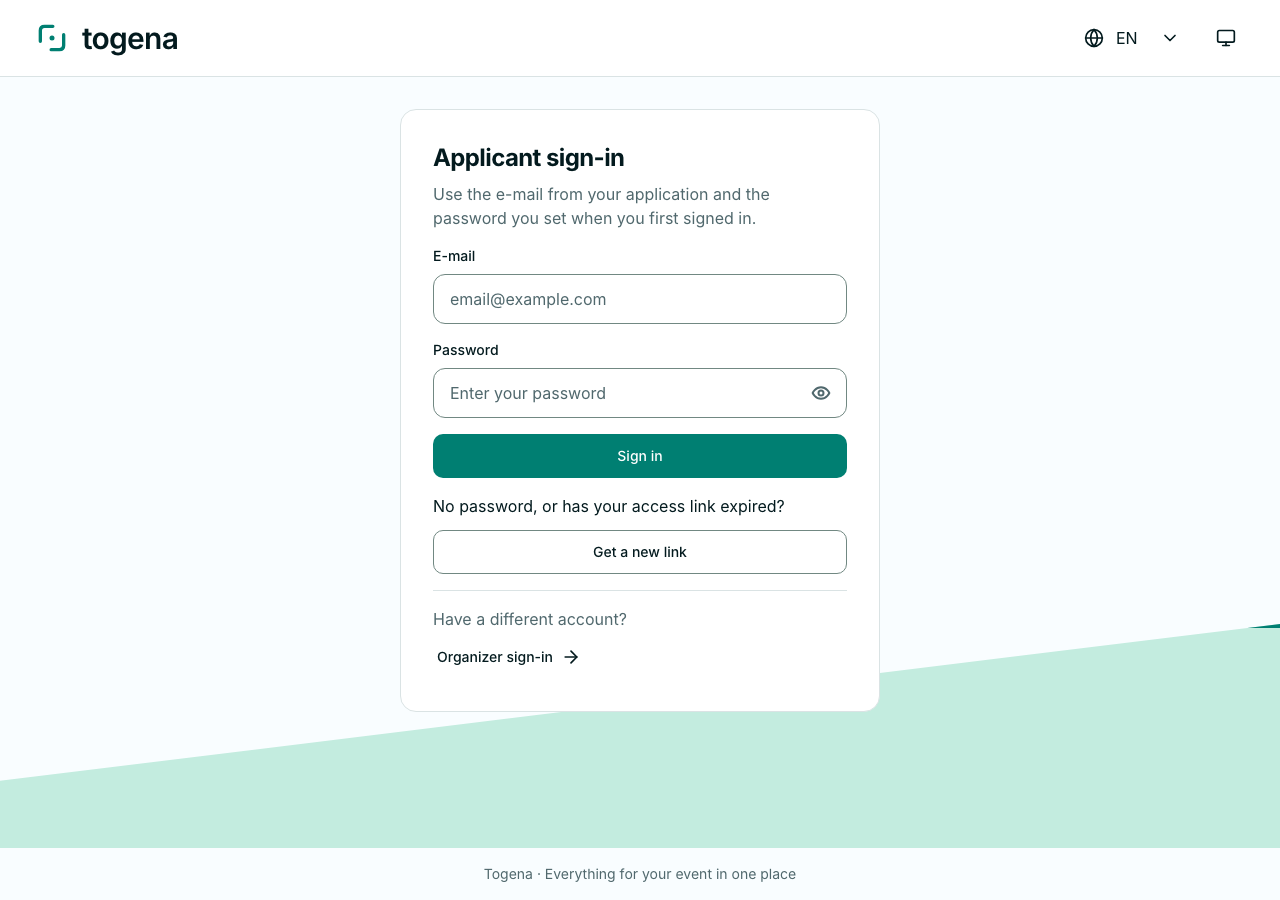 togena
EN
Applicant sign-in
Use the e-mail from your application and the
password you set when you first signed in.
E-mail
email@example.com
Password
Enter your password
Sign in
No password, or has your access link expired?
Get a new link
Have a different account?
Organizer sign-in
Togena · Everything for your event in one place